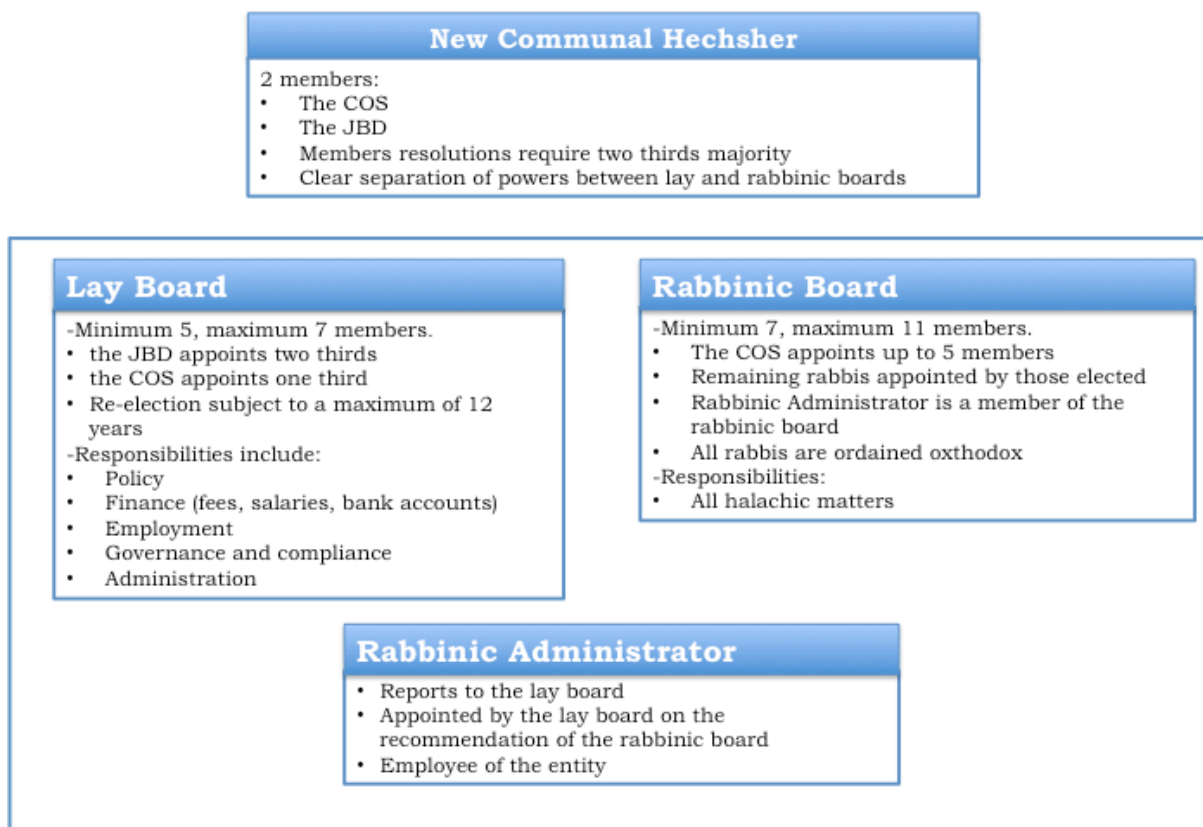 New Communal Hechsher
2 members:
• The COS
• The JBD
• Members resolutions require two thirds majority
• Clear separation of powers between lay and rabbinic boards
Lay Board
-Minimum 5, maximum 7 members.
• the JBD appoints two thirds
• the COS appoints one third
• Re-election subject to a maximum of 12
years
-Responsibilities include:
• Policy
• Finance (fees, salaries, bank accounts)
• Employment
• Governance and compliance
• Administration
Rabbinic Board
-Minimum 7, maximum 11 members.
• The COS appoints up to 5 members
• Remaining rabbis appointed by those elected
• Rabbinic Administrator is a member of the
rabbinic board
• All rabbis are ordained oxthodox
-Responsibilities:
• All halachic matters
Rabbinic Administrator
• Reports to the lay board
• Appointed by the lay board on the
recommendation of the rabbinic board
• Employee of the entity